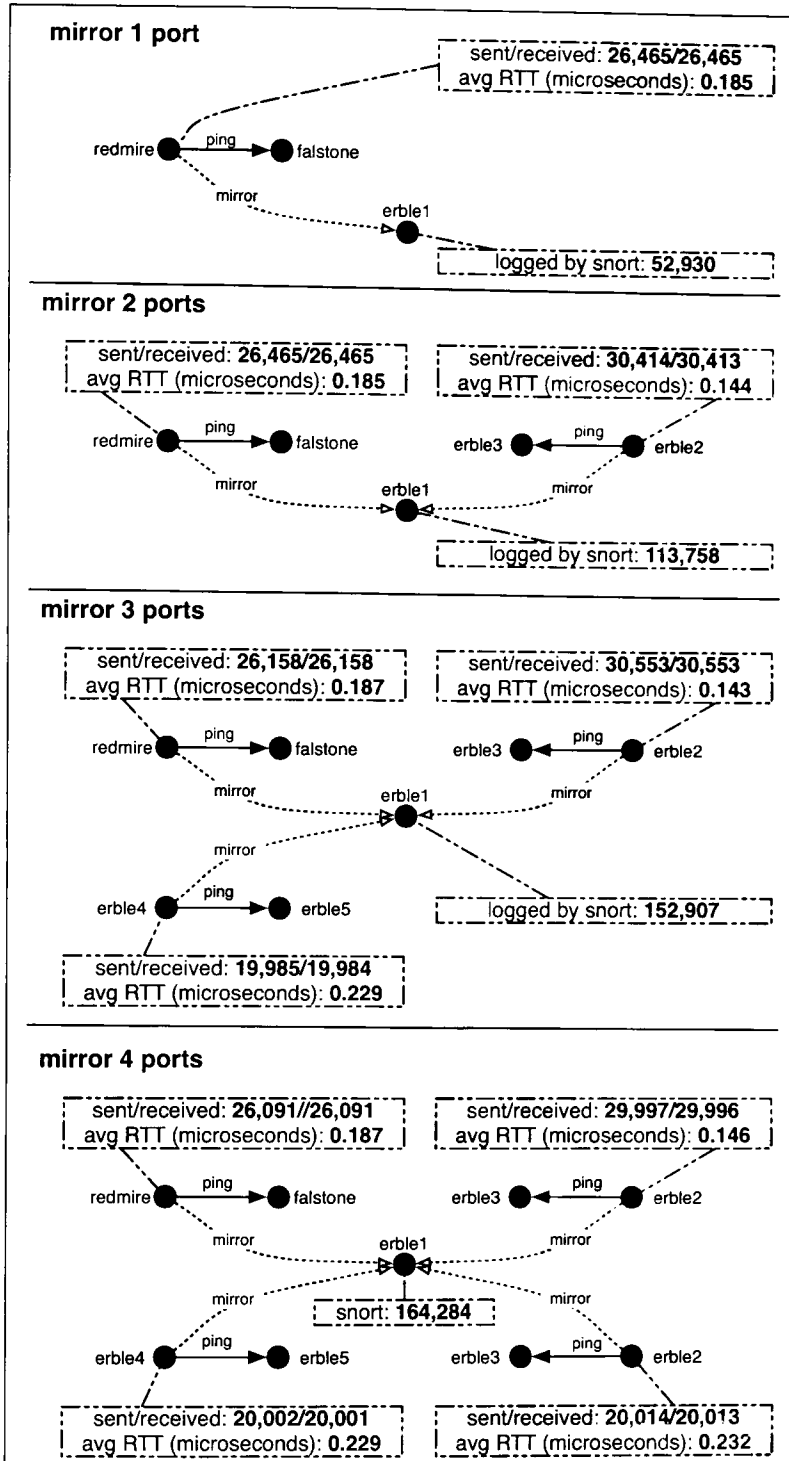 mirror 1 port
sent/received: 26,465/26,465
avg RTT (microseconds): 0.185
redmire
ping
falstone
mirror
erble1
logged by snort: 52,930
mirror 2 ports
sent/received: 26,465/26,465
avg RTT (microseconds): 0.185
sent/received: 30,414/30,413
avg RTT (microseconds): 0.144
redmire
ping
falstone
erble3
ping
erble2
mirror
erble1
mirror
logged by snort: 113,758
mirror 3 ports
sent/received: 26,158/26,158
avg RTT (microseconds): 0.187
sent/received: 30,553/30,553
avg RTT (microseconds): 0.143
redmire
ping
falstone
erble3
ping
erble2
mirror
erble1
mirror
mirror
erble4
ping
erble5
logged by snort: 152,907
sent/received: 19,985/19,984
avg RTT (microseconds): 0.229
mirror 4 ports
sent/received: 26,091//26,091
avg RTT (microseconds): 0.187
sent/received: 29,997/29,996
avg RTT (microseconds): 0.146
redmire
ping
falstone
erble3
ping
erble2
mirror
erble1
mirror
mirror
snort: 164,284
mirror
erble4
ping
erble5
erble3
ping
erble2
sent/received: 20,002/20,001
avg RTT (microseconds): 0.229
sent/received: 20,014/20,013
avg RTT (microseconds): 0.232